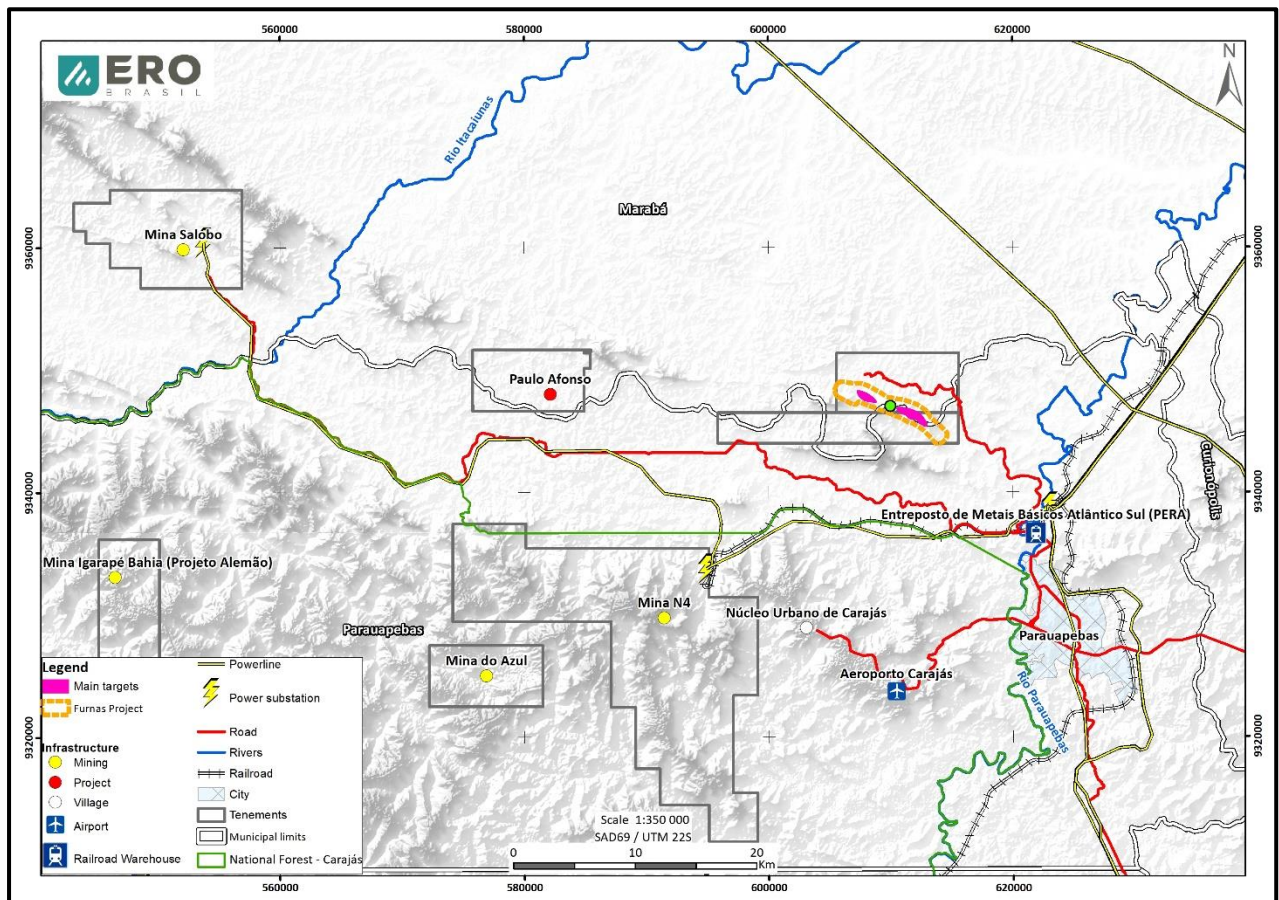 560000
580000
600000
620000
ERO
BRASIL
N
Rio Itacaiunas
Marabá
Mina Salobo
9360000
9360000
Paulo Afonso
9340000
9340000
Curionópolis
Entreposto de Metais Básicos Atlântico Sul (PERA)
Mina Igarapé Bahia (Projeto Alemão)
Mina N4
Núcleo Urbano de Carajás
Parauapebas
Parauapebas
Mina do Azul
Aeroporto Carajás
Rio Parauapebas
9320000
9320000
Legend
Main targets
Furnas Project
Infrastructure
Mining
Project
Village
Airport
Railroad Warehouse
Powerline
Power substation
Road
Rivers
Railroad
City
Tenements
Municipal limits
National Forest - Carajás
Scale 1:350 000
SAD69 / UTM 22S
0 10 20
Km
560000
580000
600000
620000